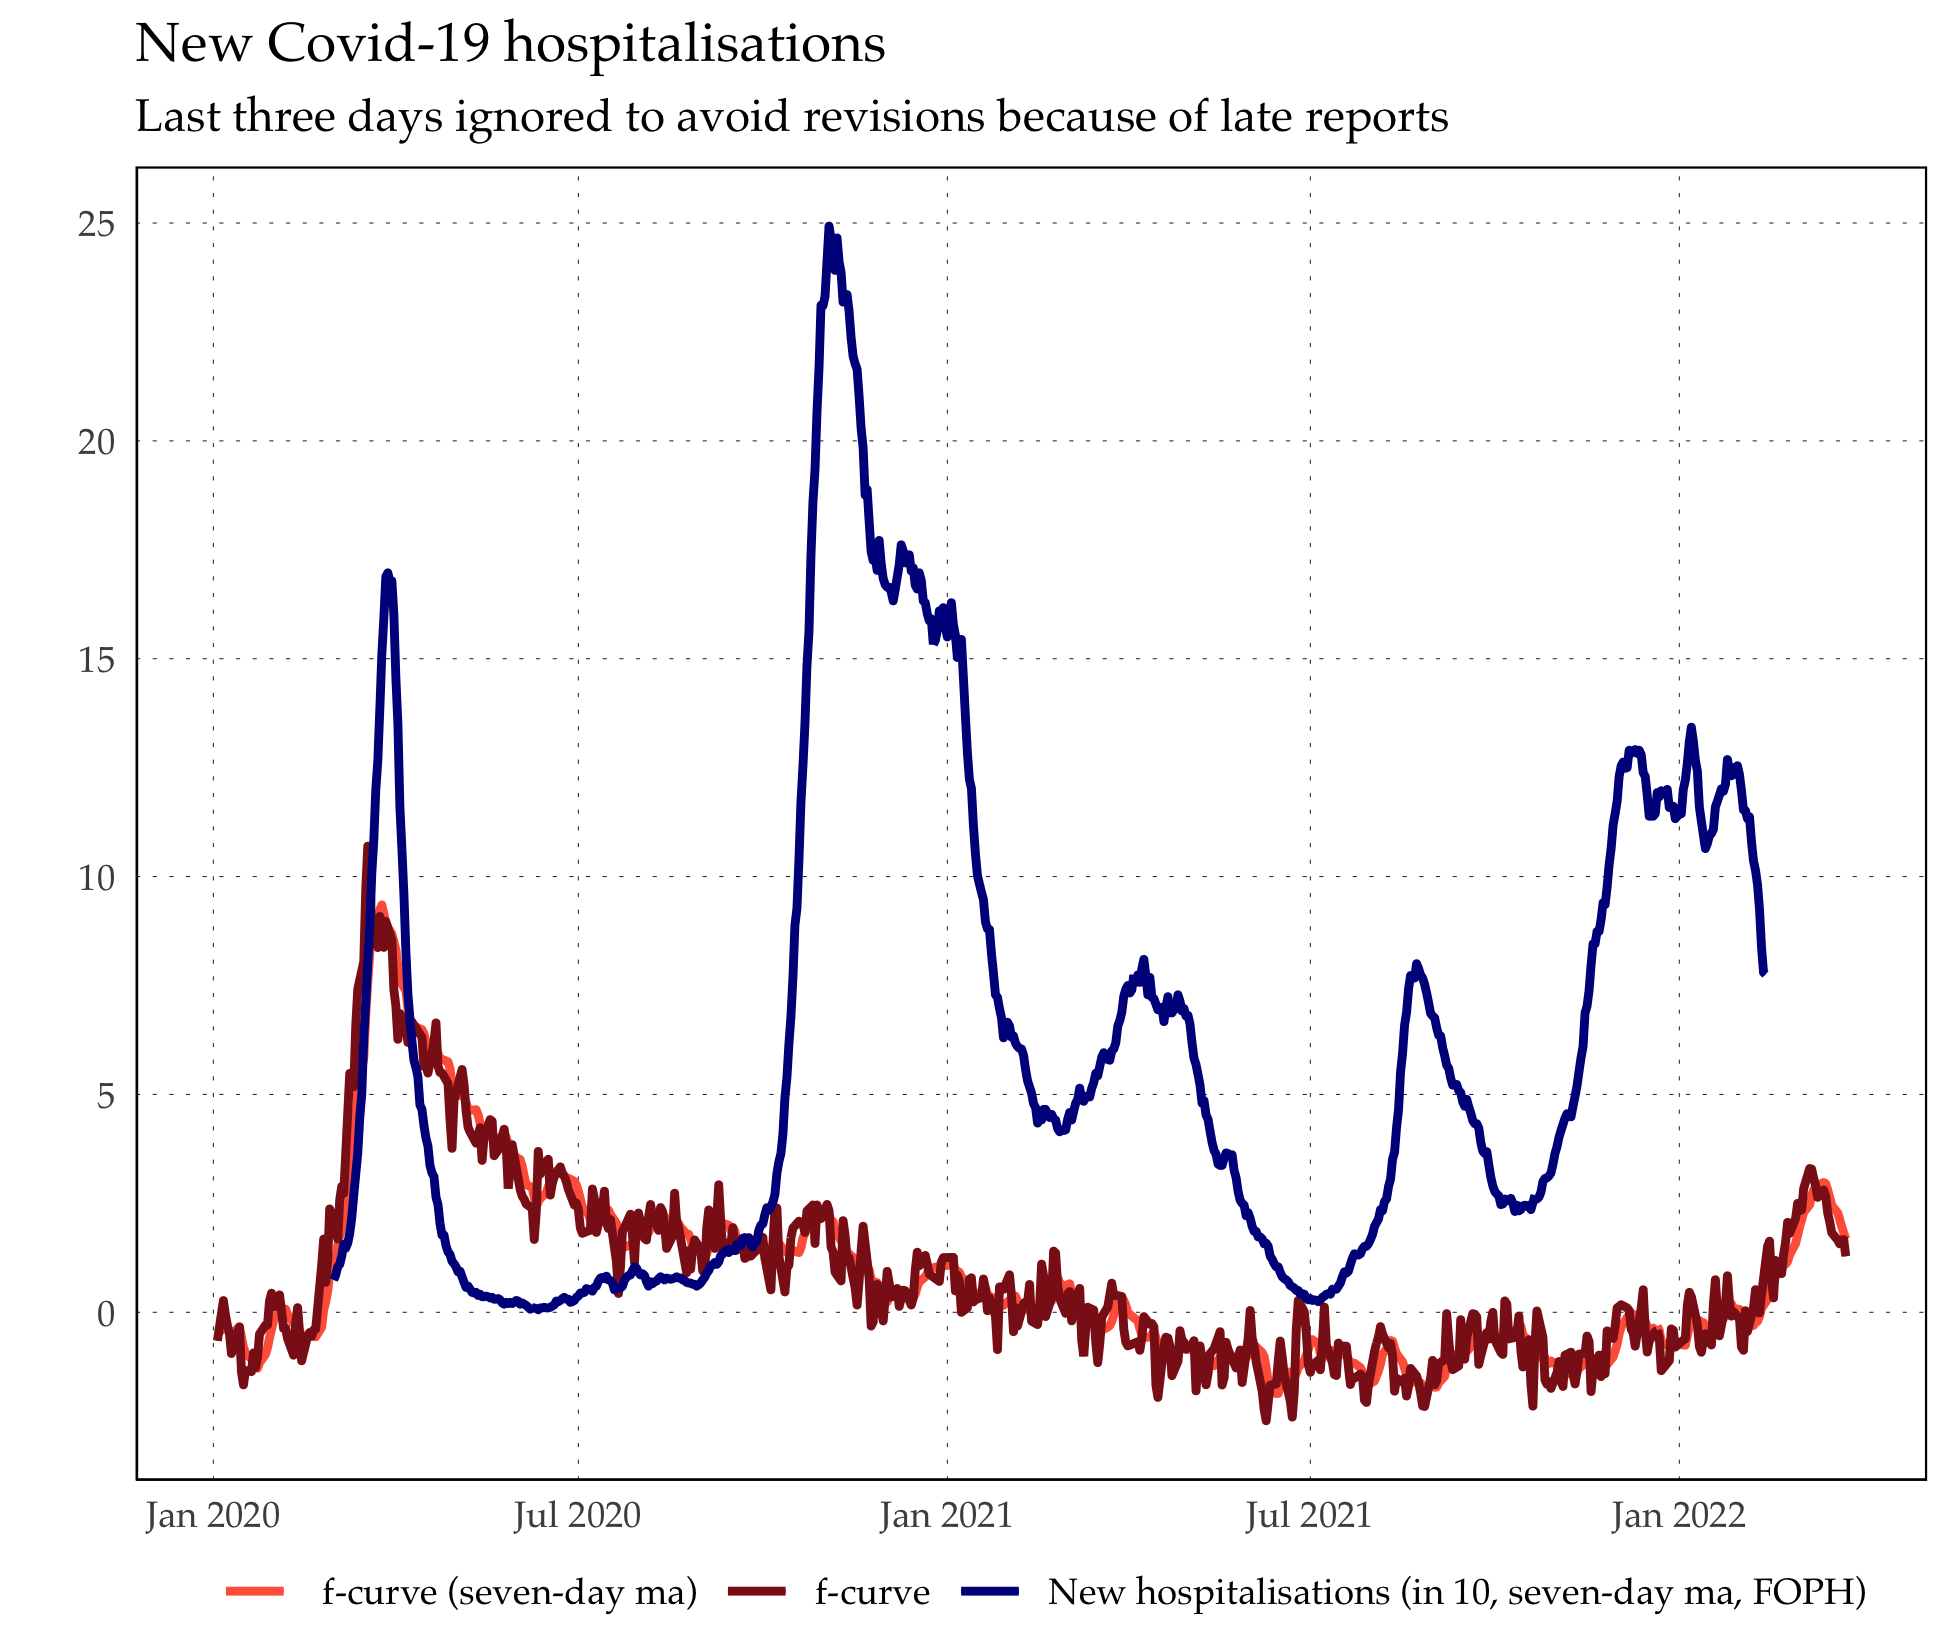 New Covid-19 hospitalisations
Last three days ignored to avoid revisions because of late reports
25
20
15
10
5
0
Jan 2020 Jul 2020 Jan 2021 Jul 2021 Jan 2022
f-curve (seven-day ma) f-curve New hospitalisations (in 10, seven-day ma, FOPH)